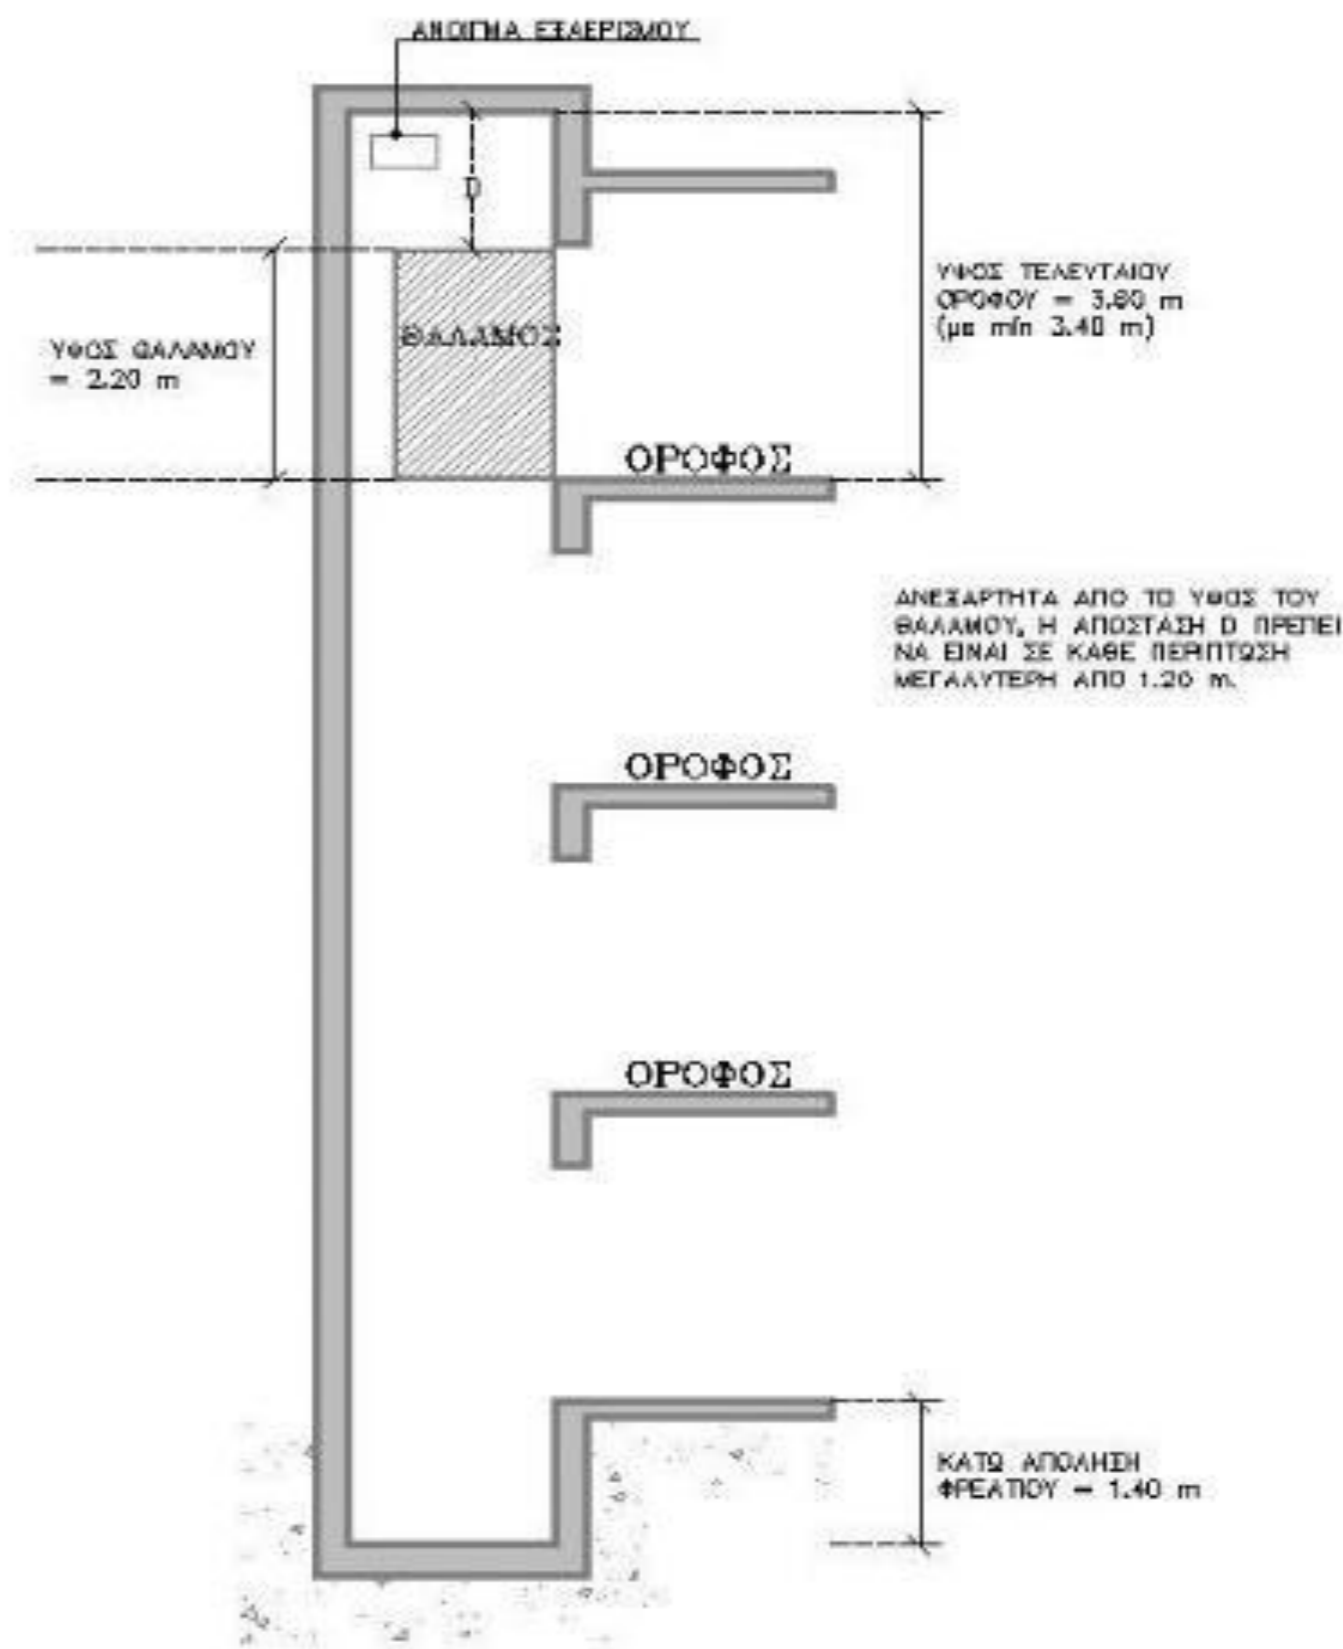 ΑΝΟΙΓΜΑ ΕΞΑΕΡΙΣΜΟΥ
D
ΥΨΟΣ ΘΑΛΑΜΟΥ
= 2.20 m
ΘΑΛΑΜΟΣ
ΥΨΟΣ ΤΕΛΕΥΤΑΙΟΥ
ΟΡΟΦΟΥ = 3.60 m
(με min 3.40 m)
ΟΡΟΦΟΣ
ΑΝΕΞΑΡΤΗΤΑ ΑΠΟ ΤΟ ΥΨΟΣ ΤΟΥ
ΘΑΛΑΜΟΥ, Η ΑΠΟΣΤΑΣΗ D ΠΡΕΠΕΙ
ΝΑ ΕΙΝΑΙ ΣΕ ΚΑΘΕ ΠΕΡΙΠΤΩΣΗ
ΜΕΓΑΛΥΤΕΡΗ ΑΠΟ 1.20 m.
ΟΡΟΦΟΣ
ΟΡΟΦΟΣ
ΚΑΤΩ ΑΠΟΛΗΞΗ
ΦΡΕΑΤΙΟΥ = 1.40 m